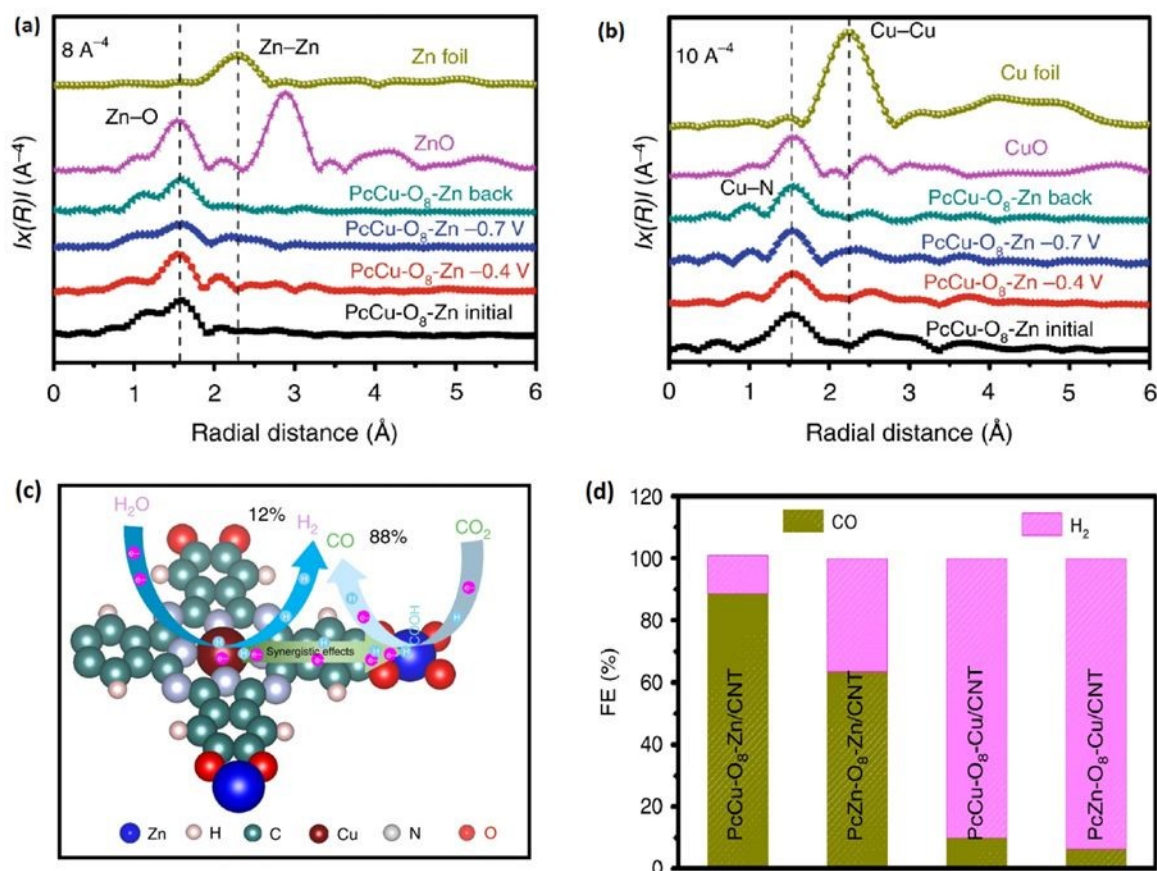 (a)
8 A⁻⁴
Zn–Zn
Zn foil
Zn–O
ZnO
PcCu-O₈-Zn back
PcCu-O₈-Zn –0.7 V
PcCu-O₈-Zn –0.4 V
PcCu-O₈-Zn initial
Ix(R)I (A⁻⁴)
0 1 2 3 4 5 6
Radial distance (Å)
(b)
10 A⁻⁴
Cu–Cu
Cu foil
CuO
Cu–N
PcCu-O₈-Zn back
PcCu-O₈-Zn –0.7 V
PcCu-O₈-Zn –0.4 V
PcCu-O₈-Zn initial
Ix(R)I (A⁻⁴)
0 1 2 3 4 5 6
Radial distance (Å)
(c)
H₂O
12%
H₂
CO
88%
CO₂
e⁻
e⁻
H
H
H
e⁻
H
e⁻
H
COOH
H
H
e⁻
e⁻
Synergistic effects
e⁻
H
e⁻
e⁻
H
Zn H C Cu N O
(d)
120
100
80
60
40
20
0
FE (%)
CO
H₂
PcCu-O₈-Zn/CNT
PcZn-O₈-Zn/CNT
PcCu-O₈-Cu/CNT
PcZn-O₈-Cu/CNT